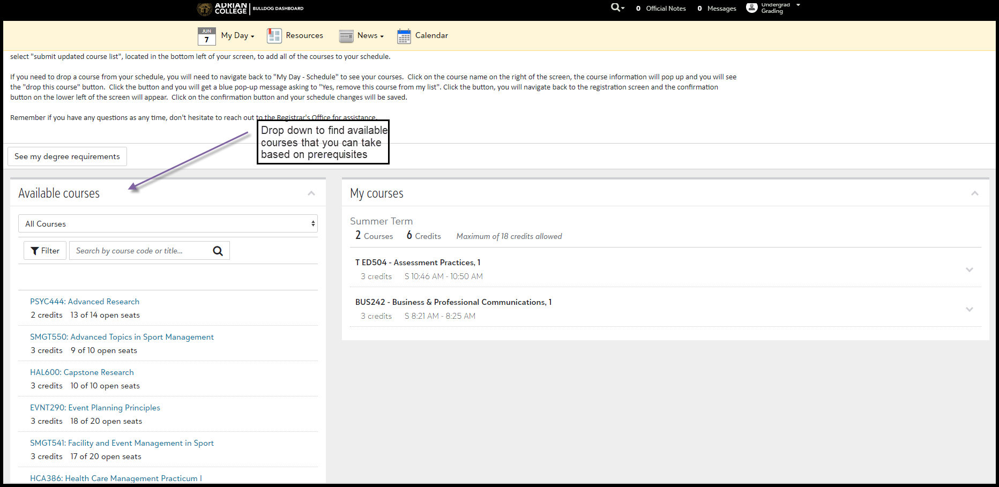 ADRIAN
COLLEGE
BULLDOG DASHBOARD
0 Official Notes
0 Messages
Undergrad
Grading
JUN
7
My Day
Resources
News
Calendar
select "submit updated course list", located in the bottom left of your screen, to add all of the courses to your schedule.
If you need to drop a course from your schedule, you will need to navigate back to "My Day - Schedule" to see your courses.  Click on the course name on the right of the screen, the course information will pop up and you will see
the "drop this course" button.  Click the button and you will get a blue pop-up message asking to "Yes, remove this course from my list". Click the button, you will navigate back to the registration screen and the confirmation
button on the lower left of the screen will appear.  Click on the confirmation button and your schedule changes will be saved.
Remember if you have any questions as any time, don't hesitate to reach out to the Registrar's Office for assistance.
Drop down to find available
courses that you can take
based on prerequisites
See my degree requirements
Available courses
All Courses
Filter
Search by course code or title...
PSYC444: Advanced Research
2 credits 13 of 14 open seats
SMGT550: Advanced Topics in Sport Management
3 credits 9 of 10 open seats
HAL600: Capstone Research
3 credits 10 of 10 open seats
EVNT290: Event Planning Principles
3 credits 18 of 20 open seats
SMGT541: Facility and Event Management in Sport
3 credits 17 of 20 open seats
HCA386: Health Care Management Practicum I
My courses
Summer Term
2 Courses 6 Credits Maximum of 18 credits allowed
T ED504 - Assessment Practices, 1
3 credits S 10:46 AM - 10:50 AM
BUS242 - Business & Professional Communications, 1
3 credits S 8:21 AM - 8:25 AM